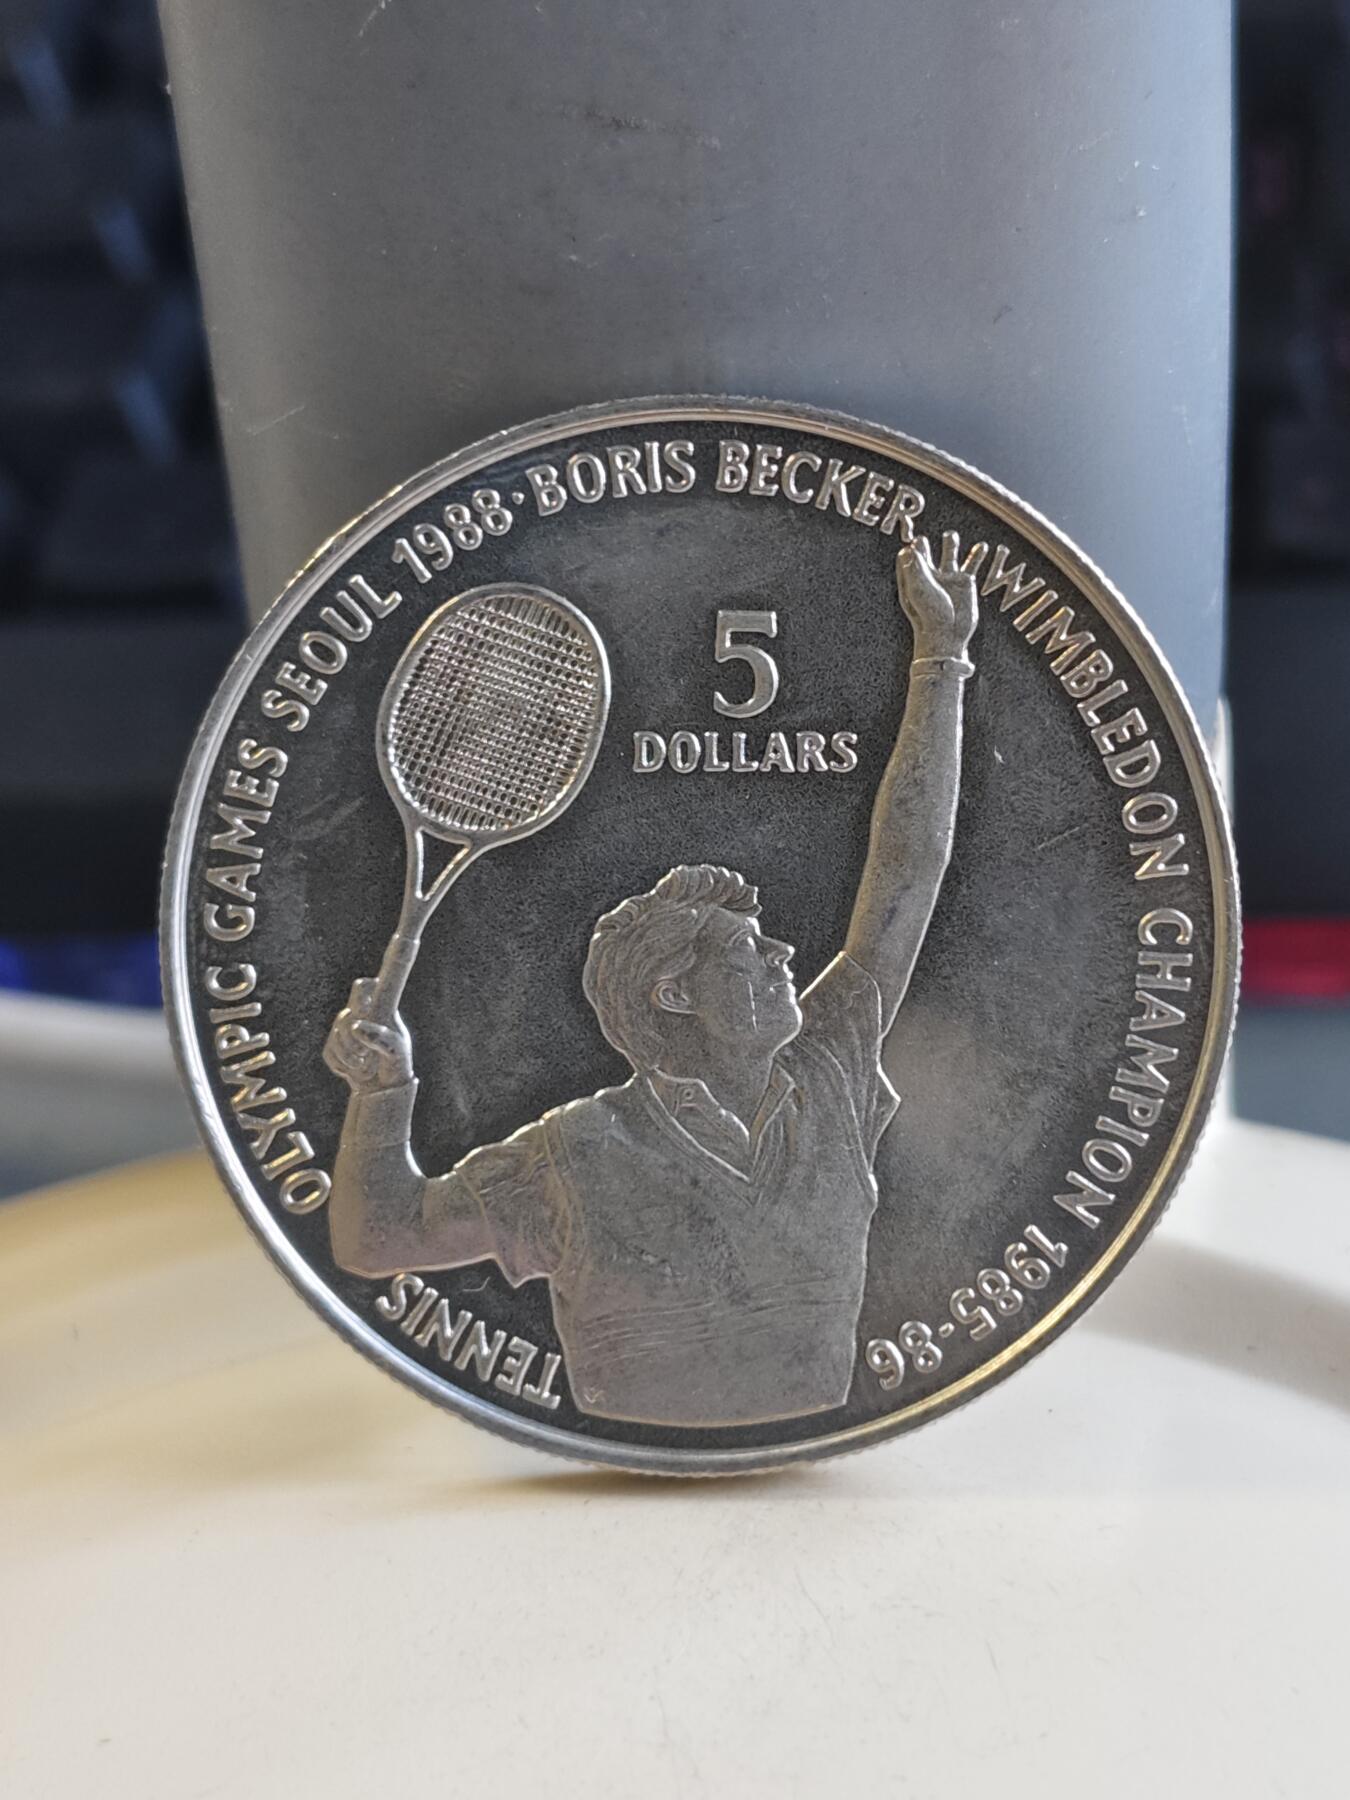 OLYMPIC GAMES SEOUL 1988·BORIS BECKER WIMBLEDON CHAMPION 1985-86
TENNIS
5
DOLLARS